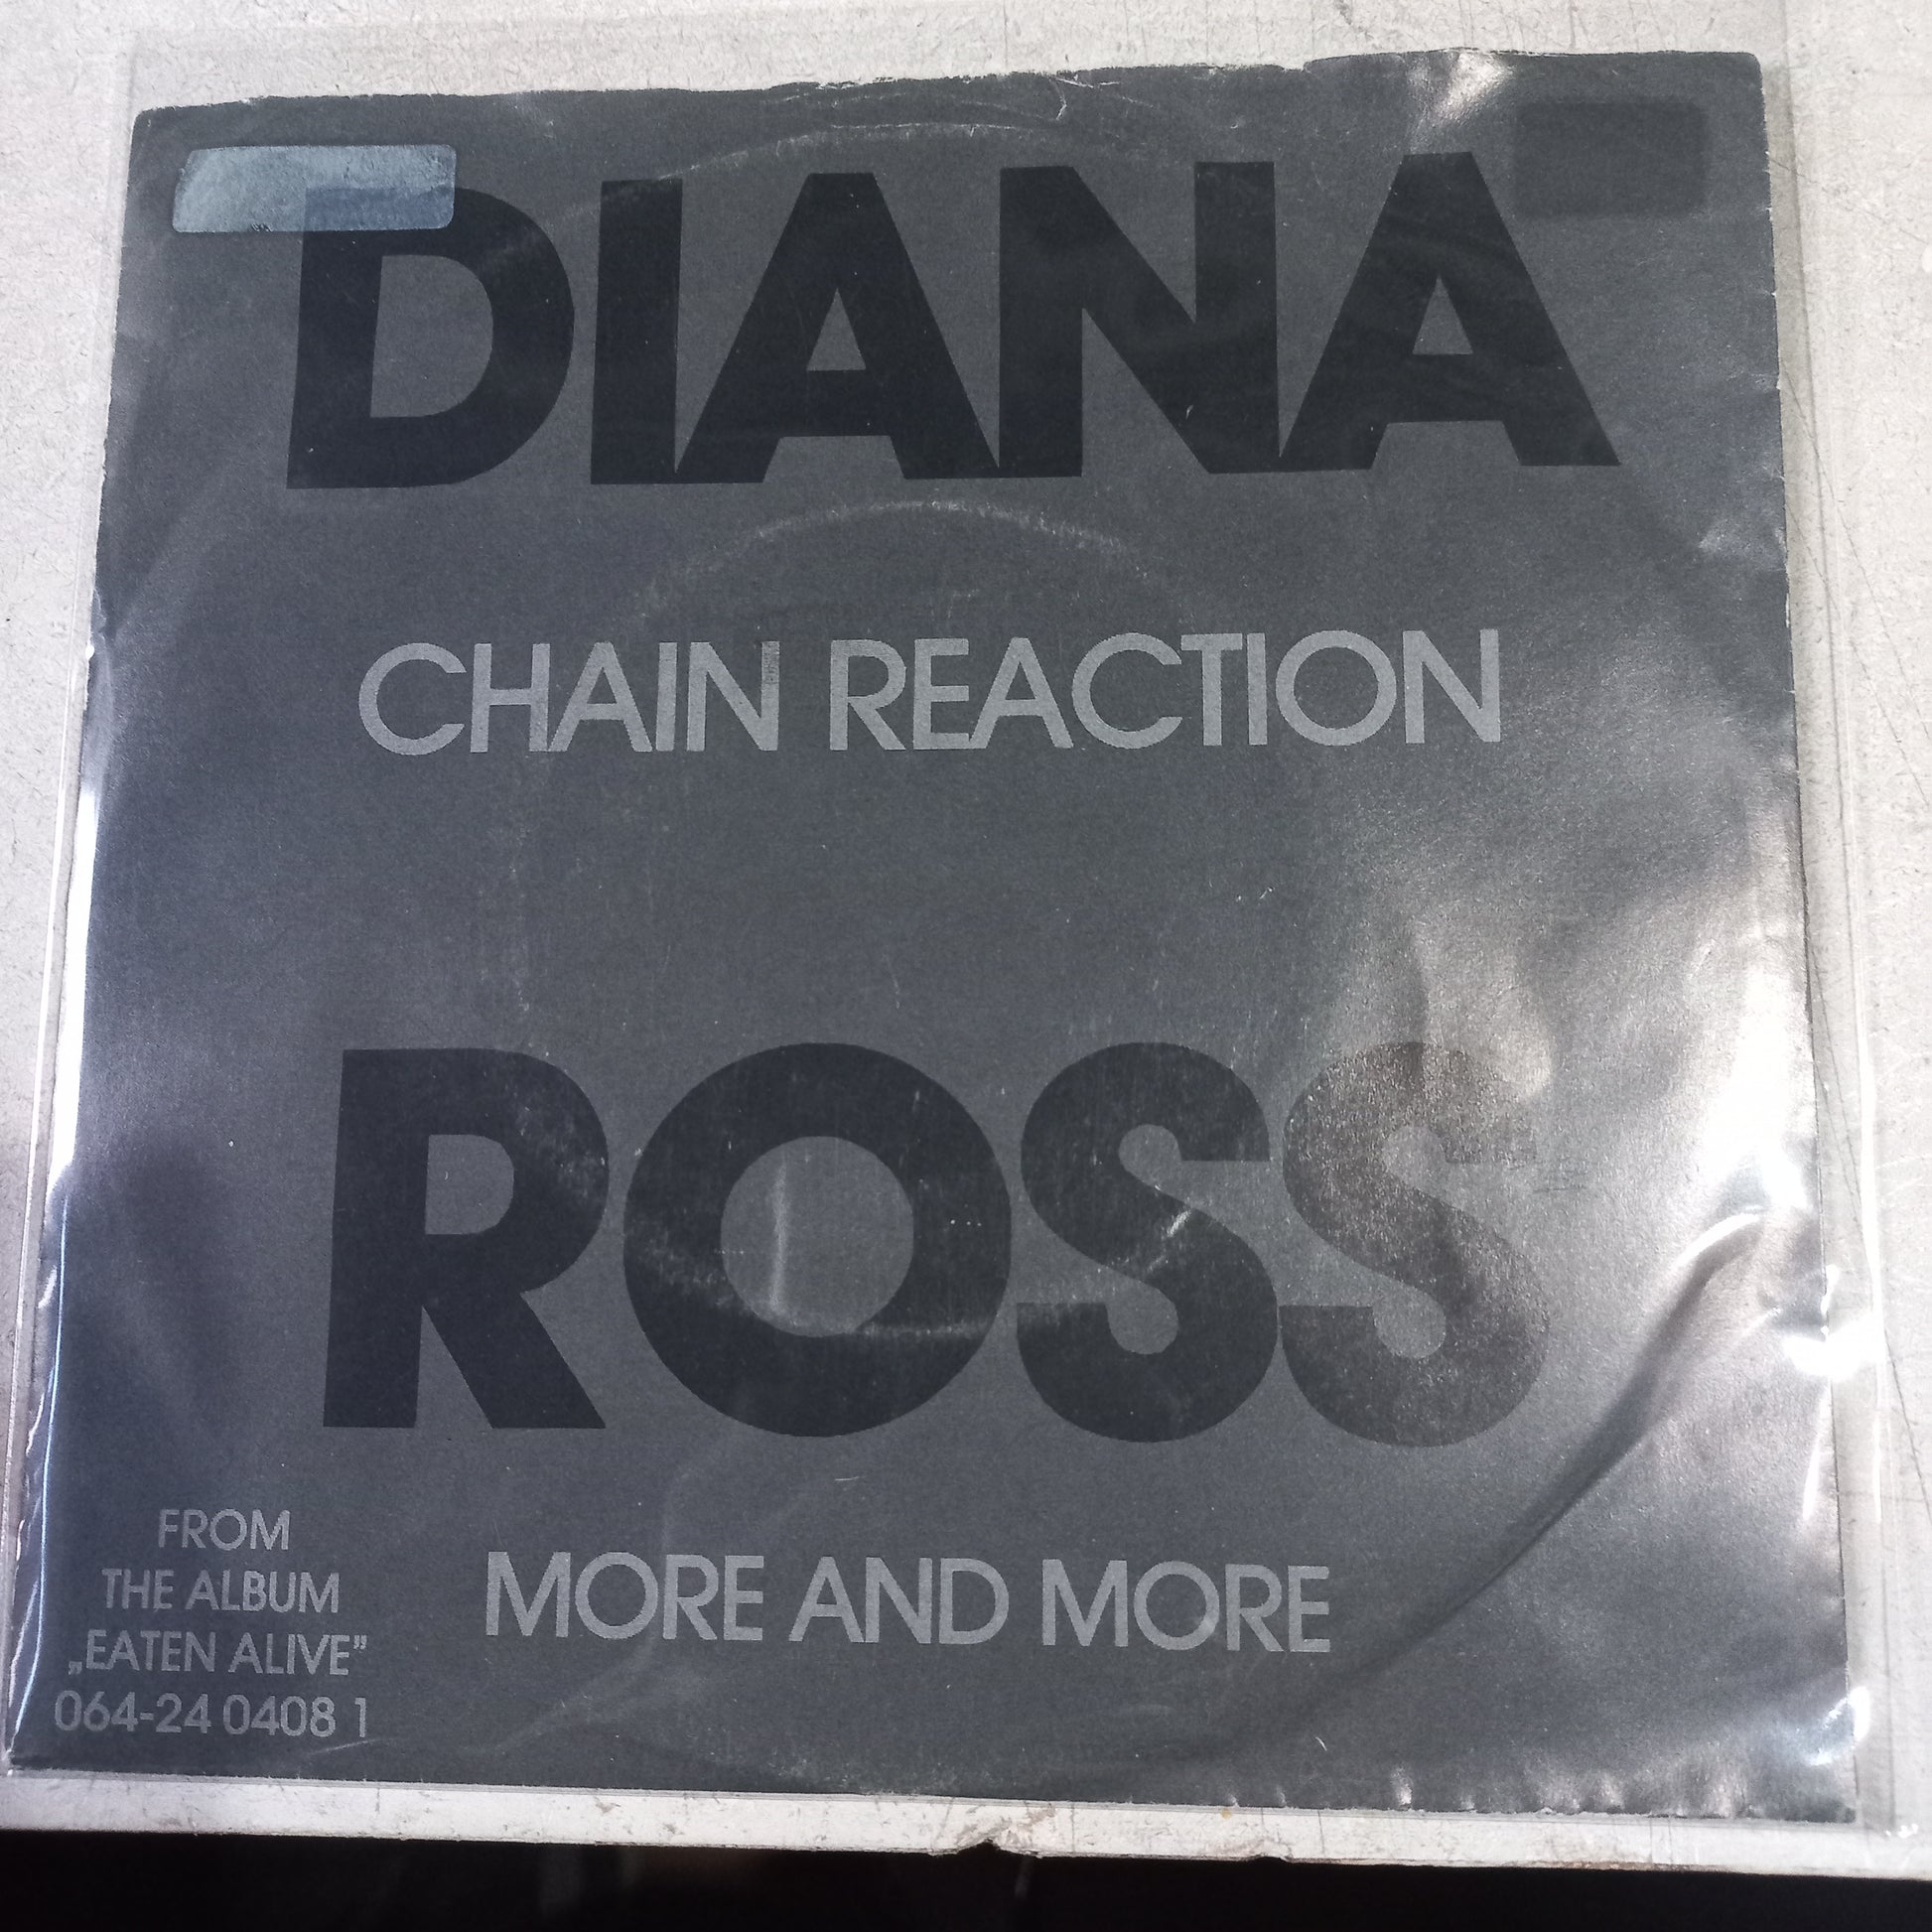 DIANA
CHAIN REACTION
ROSS
FROM
THE ALBUM
„EATEN ALIVE”
064-24 0408 1
MORE AND MORE